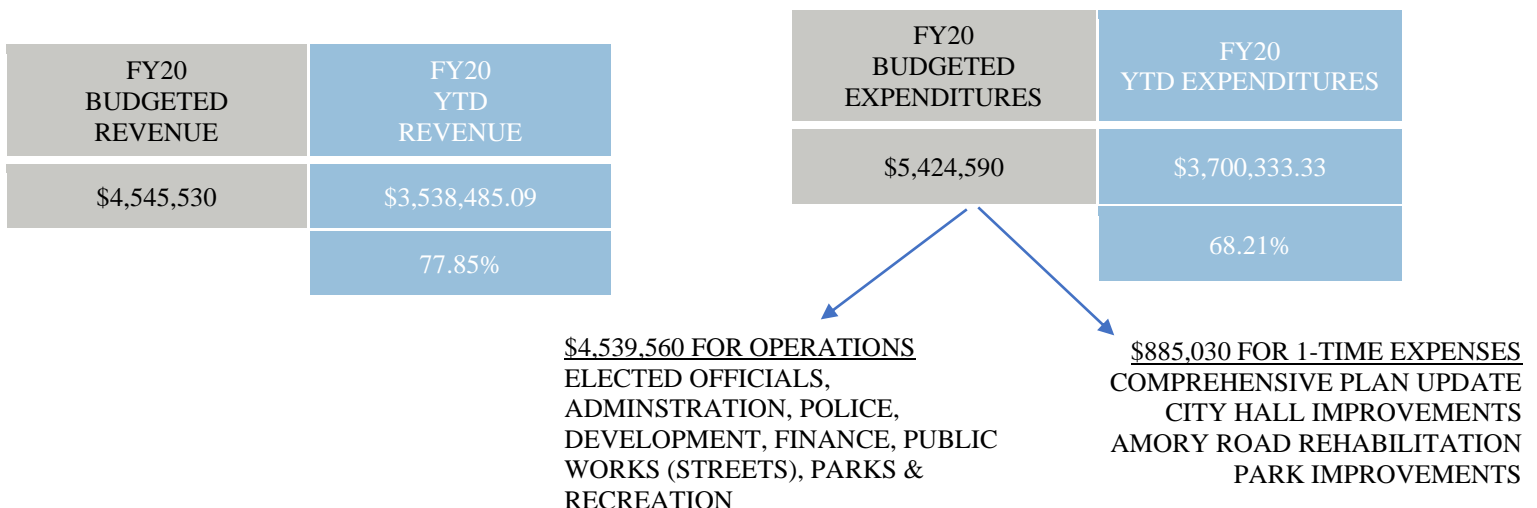 FY20
BUDGETED
REVENUE
FY20
YTD
REVENUE
$4,545,530
$3,538,485.09
77.85%
FY20
BUDGETED
EXPENDITURES
FY20
YTD EXPENDITURES
$5,424,590
$3,700,333.33
68.21%
$4,539,560 FOR OPERATIONS
ELECTED OFFICIALS,
ADMINSTRATION, POLICE,
DEVELOPMENT, FINANCE, PUBLIC
WORKS (STREETS), PARKS &
RECREATION
$885,030 FOR 1-TIME EXPENSES
COMPREHENSIVE PLAN UPDATE
CITY HALL IMPROVEMENTS
AMORY ROAD REHABILITATION
PARK IMPROVEMENTS